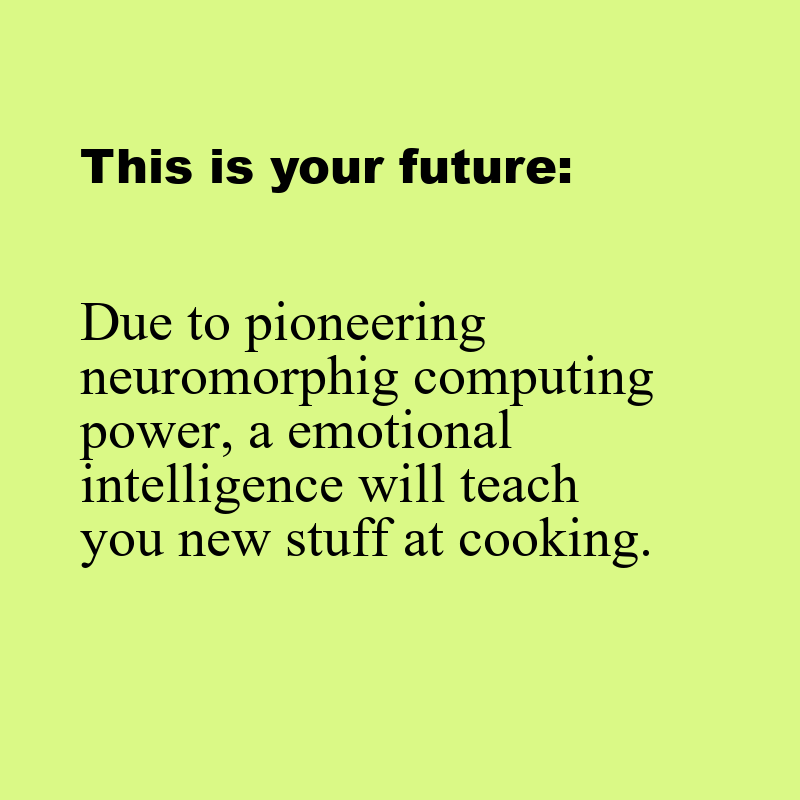 This is your future:
Due to pioneering
neuromorphig computing
power, a emotional
intelligence will teach
you new stuff at cooking.